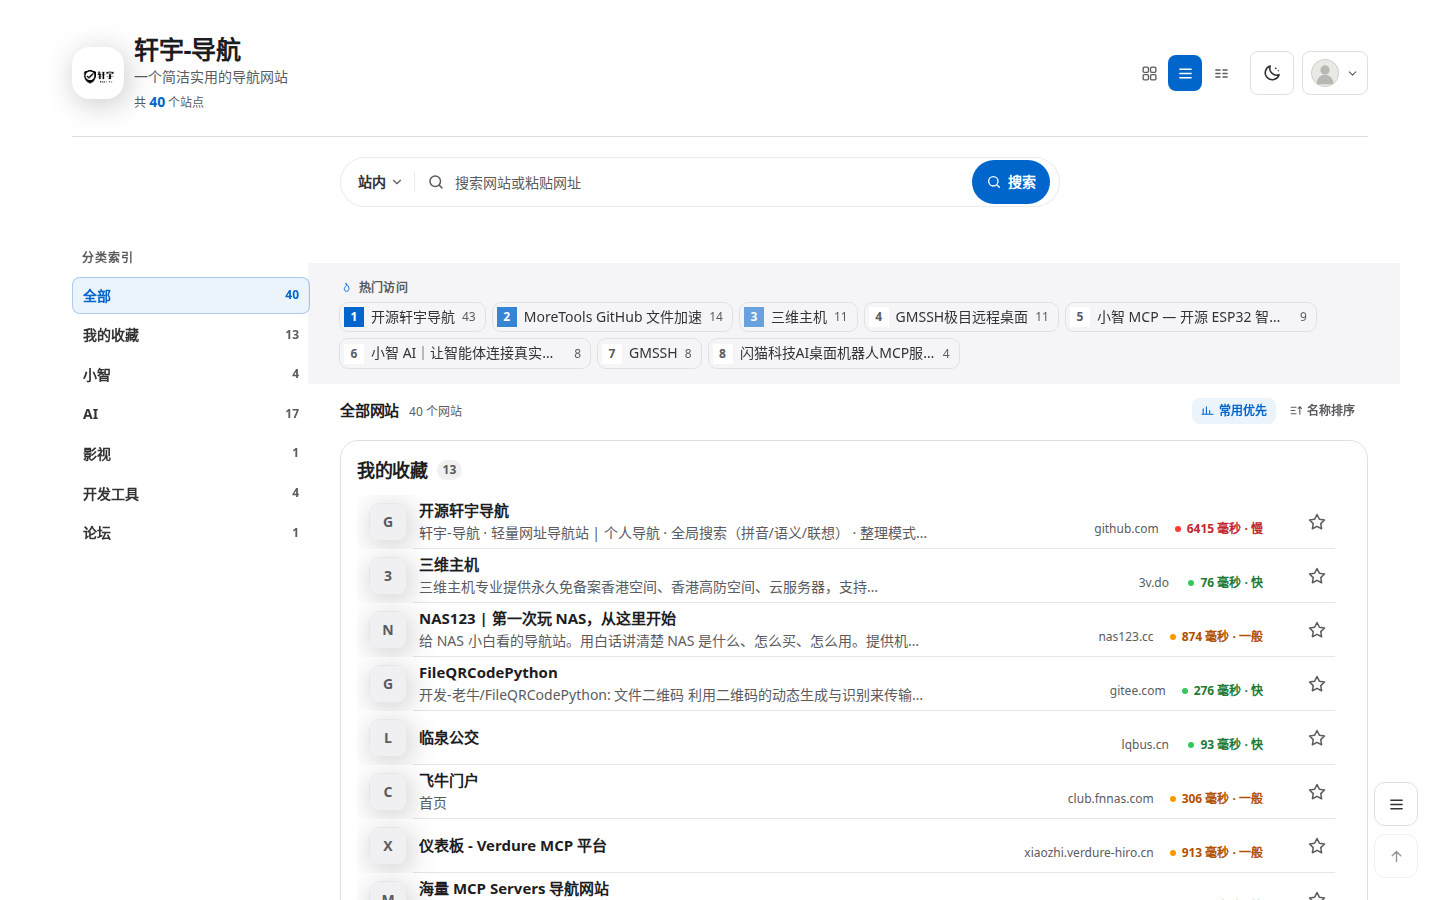 轩宇
轩宇-导航
一个简洁实用的导航网站
共 40 个站点
站内
搜索网站或粘贴网址
搜索
分类索引
全部 40
我的收藏 13
小智 4
AI 17
影视 1
开发工具 4
论坛 1
热门访问
1 开源轩宇导航 43
2 MoreTools GitHub 文件加速 14
3 三维主机 11
4 GMSSH极目远程桌面 11
5 小智 MCP — 开源 ESP32 智... 9
6 小智 AI｜让智能体连接真实... 8
7 GMSSH 8
8 闪猫科技AI桌面机器人MCP服... 4
全部网站 40 个网站
常用优先
名称排序
我的收藏 13
G
开源轩宇导航
轩宇-导航 · 轻量网址导航站 | 个人导航 · 全局搜索（拼音/语义/联想） · 整理模式...
github.com 6415 毫秒 · 慢
3
三维主机
三维主机专业提供永久免备案香港空间、香港高防空间、云服务器，支持...
3v.do 76 毫秒 · 快
N
NAS123 | 第一次玩 NAS，从这里开始
给 NAS 小白看的导航站。用白话讲清楚 NAS 是什么、怎么买、怎么用。提供机...
nas123.cc 874 毫秒 · 一般
G
FileQRCodePython
开发-老牛/FileQRCodePython: 文件二维码 利用二维码的动态生成与识别来传输...
gitee.com 276 毫秒 · 快
L
临泉公交
lqbus.cn 93 毫秒 · 快
C
飞牛门户
首页
club.fnnas.com 306 毫秒 · 一般
X
仪表板 - Verdure MCP 平台
xiaozhi.verdure-hiro.cn 913 毫秒 · 一般
M
海量 MCP Servers 导航网站